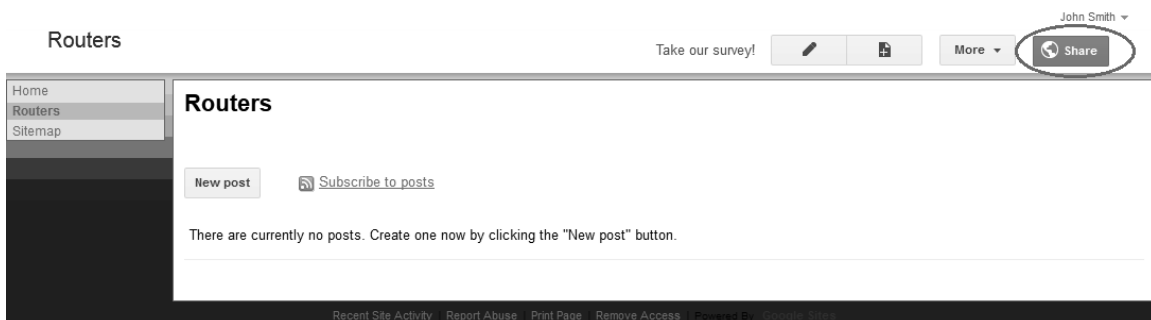 John Smith
Routers
Take our survey!
More
Share
Home
Routers
Sitemap
Routers
New post
Subscribe to posts
There are currently no posts. Create one now by clicking the "New post" button.
Recent Site Activity | Report Abuse | Print Page | Remove Access | Powered By Google Sites